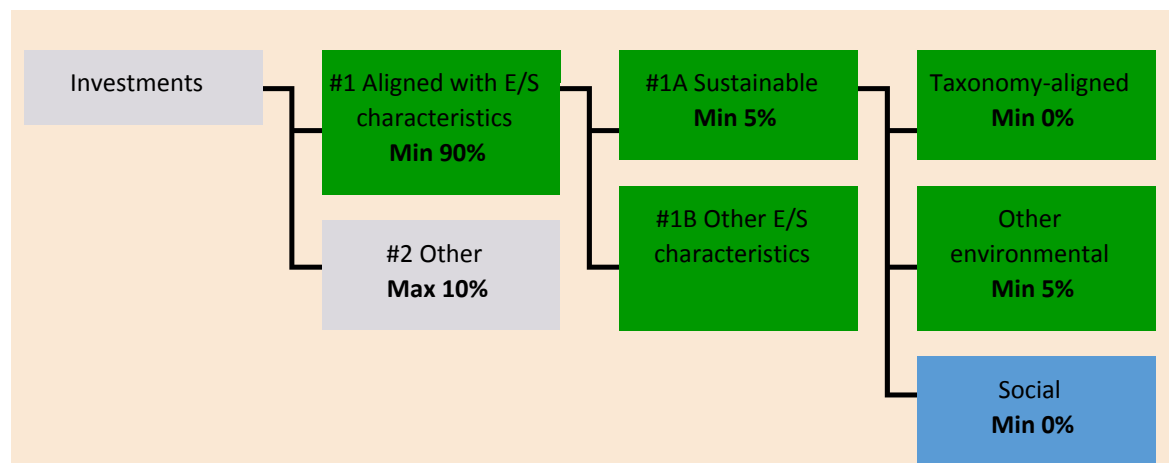 Investments
#1 Aligned with E/S
characteristics
Min 90%
#2 Other
Max 10%
#1A Sustainable
Min 5%
#1B Other E/S
characteristics
Taxonomy-aligned
Min 0%
Other
environmental
Min 5%
Social
Min 0%